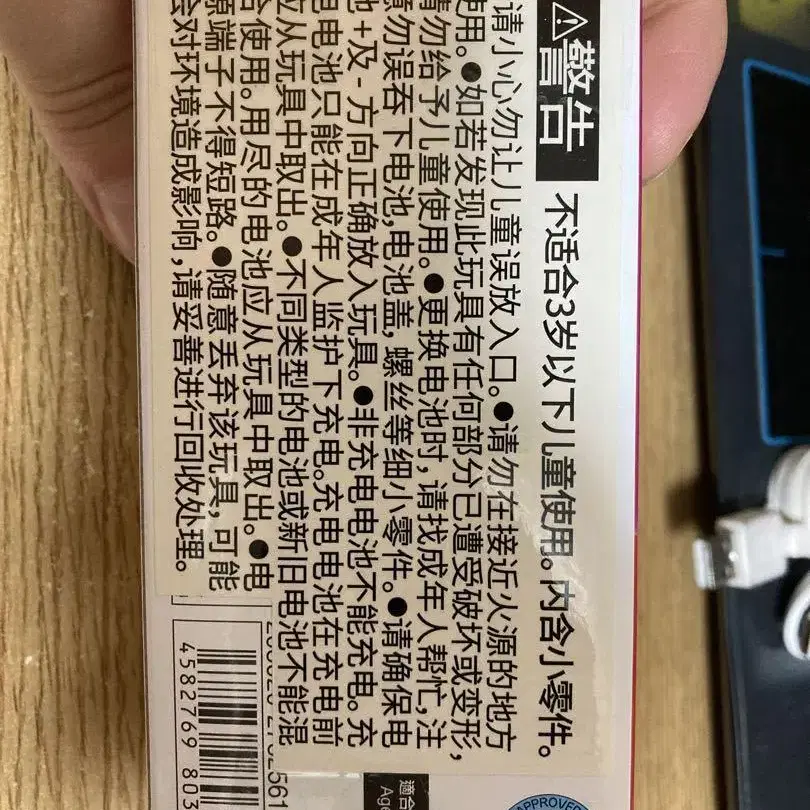 ⚠警告 不适合3岁以下儿童使用。内含小零件。
请小心勿让儿童误放入口。●请勿在接近火源的地方
使用。●如若发现此玩具有任何部分已遭受破坏或变形,
请勿给予儿童使用。●更换电池时,请找成年人帮忙,注
意勿误吞下电池,电池盖,螺丝等细小零件。●请确保电
池+及-方向正确放入玩具。●非充电电池不能充电。充
电电池只能在成年人监护下充电。充电电池在充电前
应从玩具中取出。●不同类型的电池或新旧电池不能混
合使用。用尽的电池应从玩具中取出。●电
源端子不得短路。●随意丢弃该玩具,可能
会对环境造成影响,请妥善进行回收处理。
4582769 803
適合
Age
APPROVED